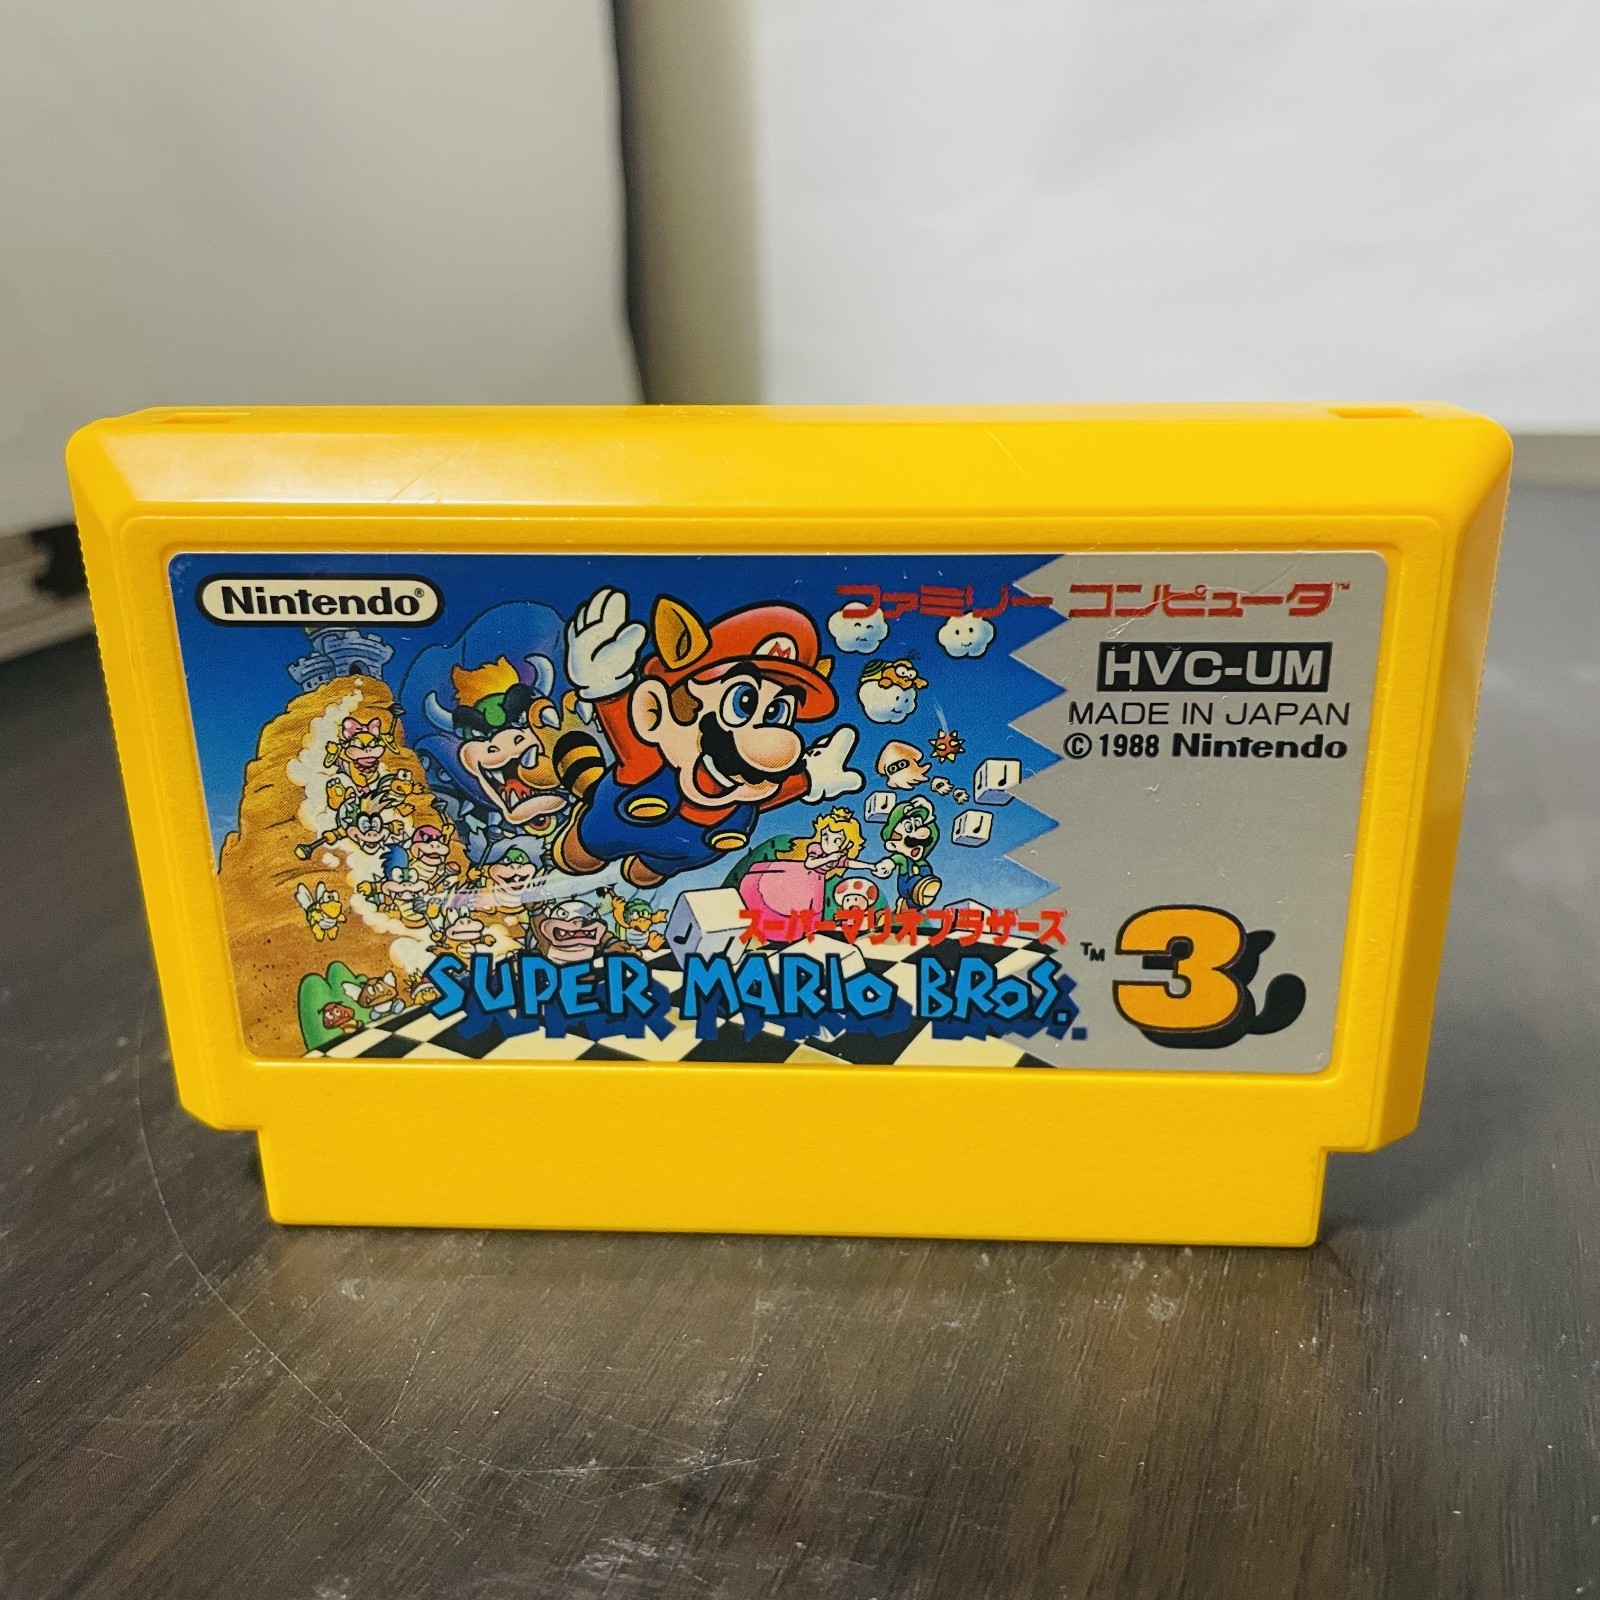 Nintendo®
ファミリー コンピュータ™
HVC-UM
MADE IN JAPAN
© 1988 Nintendo
スーパーマリオブラザーズ
SUPER MARIO BROS.™ 3
M